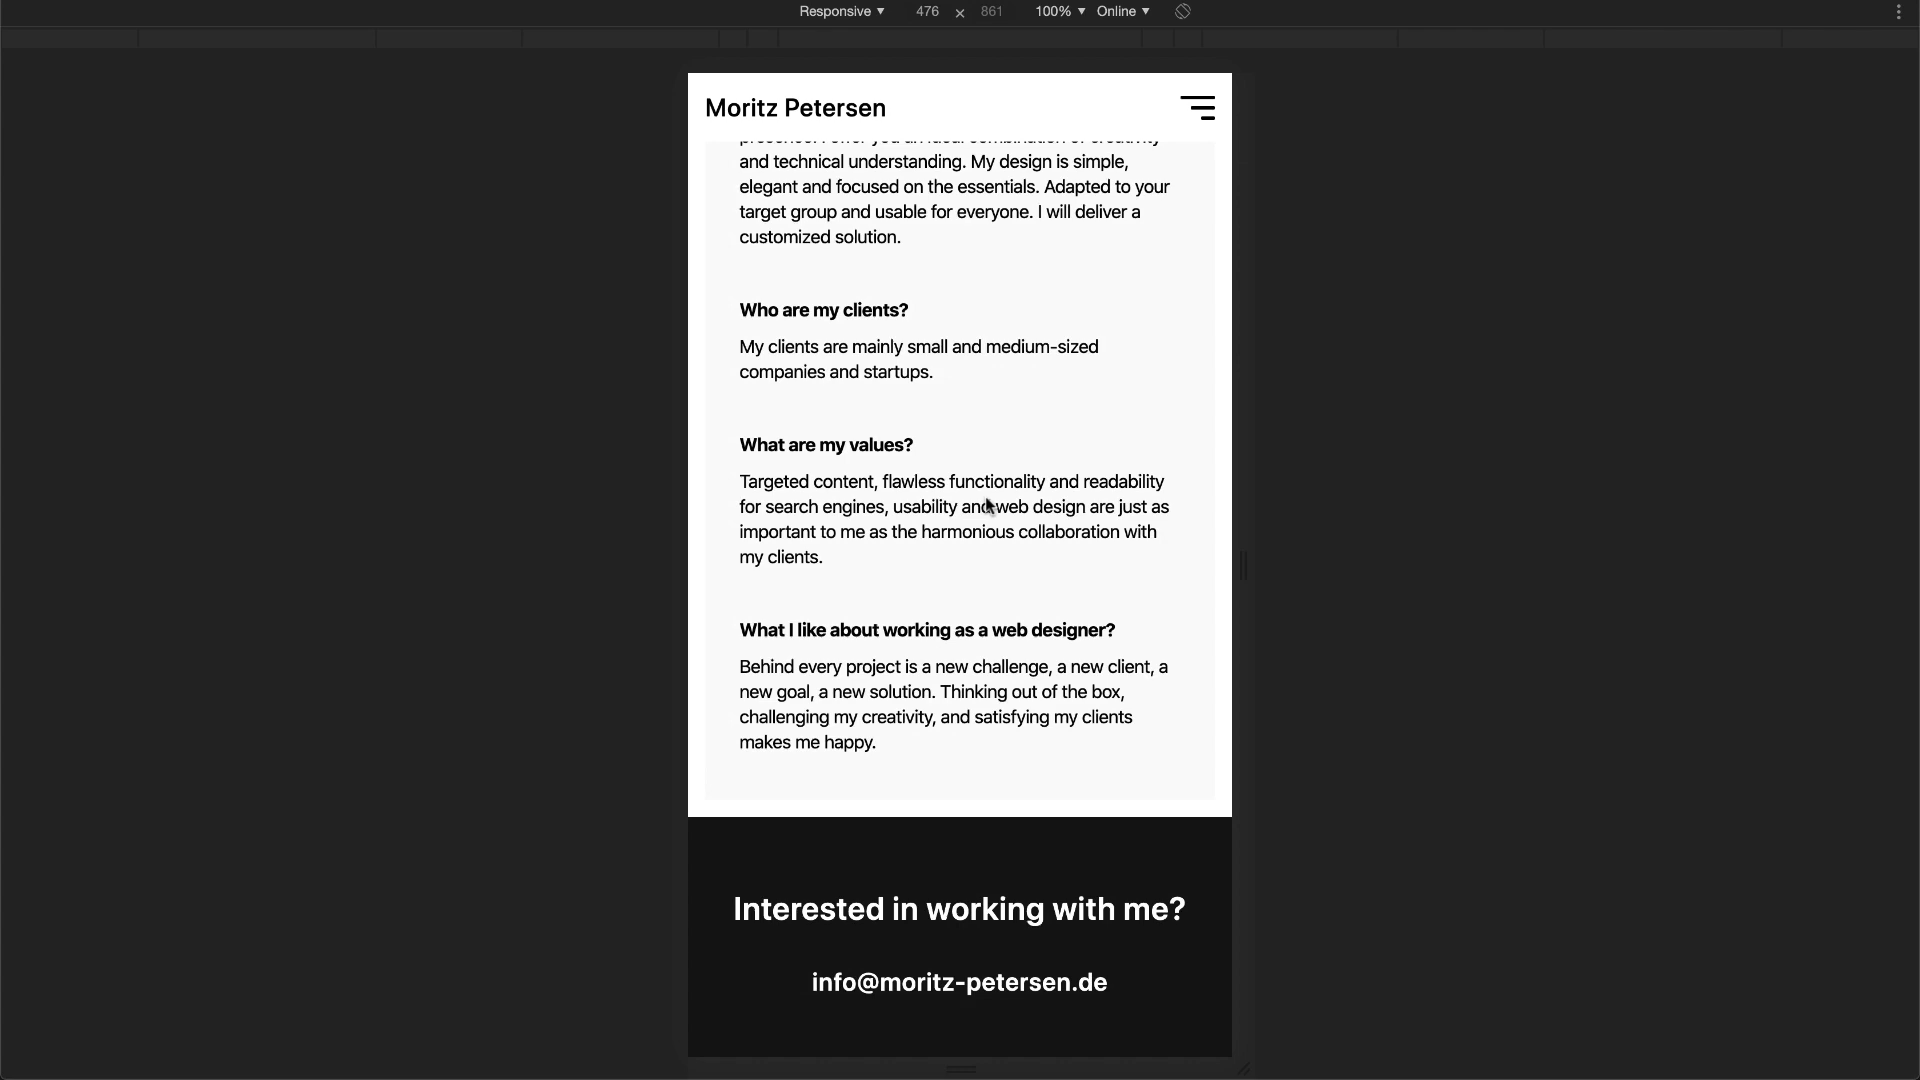 Responsive ▼ 476 × 861 100% ▼ Online ▼
Moritz Petersen
and technical understanding. My design is simple,
elegant and focused on the essentials. Adapted to your
target group and usable for everyone. I will deliver a
customized solution.
Who are my clients?
My clients are mainly small and medium-sized
companies and startups.
What are my values?
Targeted content, flawless functionality and readability
for search engines, usability and web design are just as
important to me as the harmonious collaboration with
my clients.
What I like about working as a web designer?
Behind every project is a new challenge, a new client, a
new goal, a new solution. Thinking out of the box,
challenging my creativity, and satisfying my clients
makes me happy.
Interested in working with me?
info@moritz-petersen.de